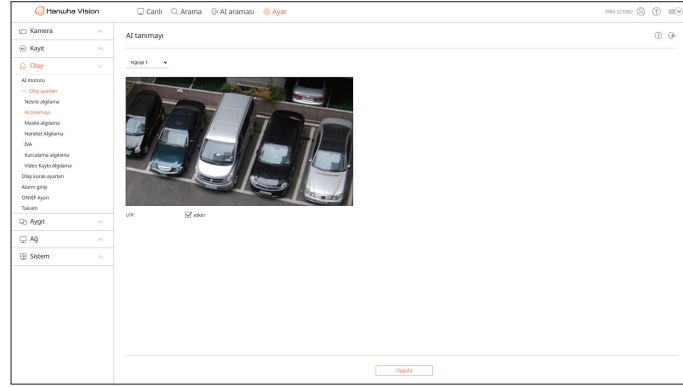 Hanwha Vision
Canlı Arama AI araması Ayar
PRN-3210B2
Kamera
Kayıt
Olay
AI motoru
Olay ayarları
Nesne algılama
AI tanımayı
Maske algılama
Hareket Algılama
IVA
Kurcalama algılama
Video Kaybı Algılama
Olay kuralı ayarları
Alarm girişi
ONVIF Ayarı
Takvim
Aygıt
Ağ
Sistem
AI tanımayı
Kanal 1
LPR etkin
Uygula